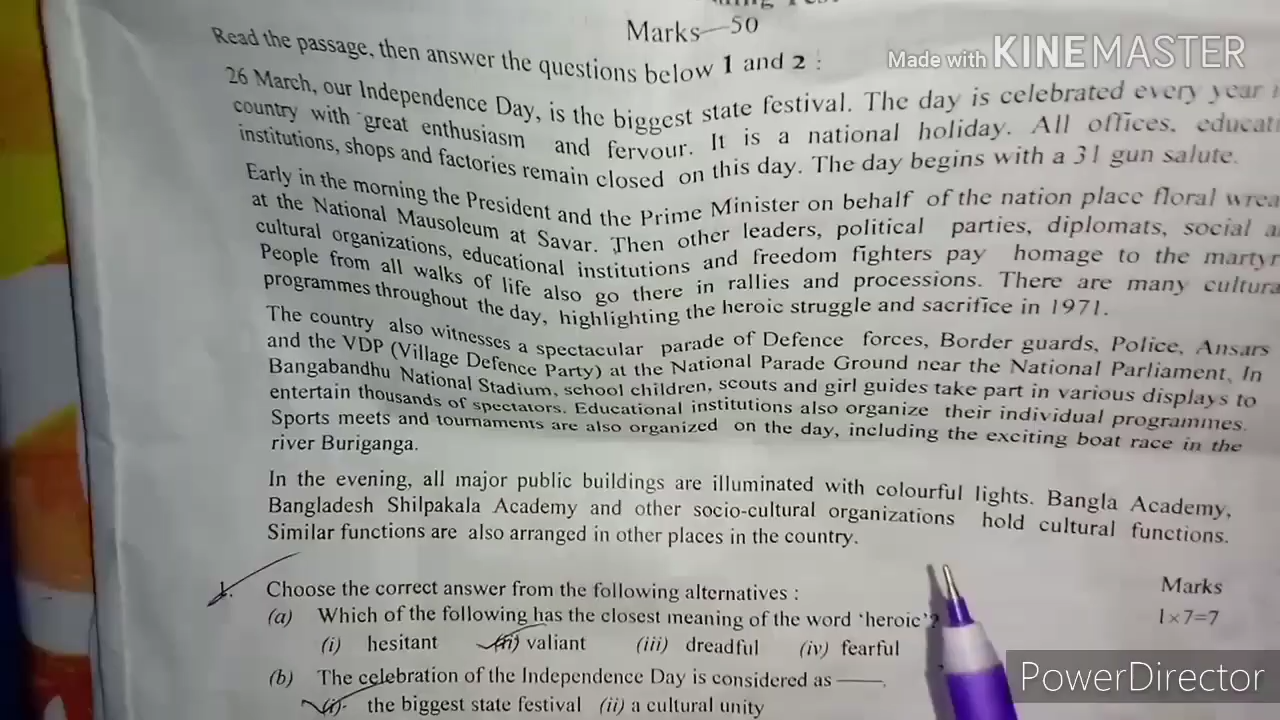 Marks—50
Made with KINEMASTER
Read the passage, then answer the questions below 1 and 2 :
26 March, our Independence Day, is the biggest state festival. The day is celebrated every year
country with great enthusiasm and fervour. It is a national holiday. All offices,
institutions, shops and factories remain closed on this day. The day begins with a 31 gun salute.
Early in the morning the President and the Prime Minister on behalf of the nation place floral
at the National Mausoleum at Savar. Then other leaders, political parties, diplomats, social
cultural organizations, educational institutions and freedom fighters pay homage to the
People from all walks of life also go there in rallies and processions. There are many
programmes throughout the day, highlighting the heroic struggle and sacrifice in 1971.
The country also witnesses a spectacular parade of Defence forces, Border guards, Police, Ansars
and the VDP (Village Defence Party) at the National Parade Ground near the National Parliament. In
Bangabandhu National Stadium, school children, scouts and girl guides take part in various displays to
entertain thousands of spectators. Educational institutions also organize their individual programmes.
Sports meets and tournaments are also organized on the day, including the exciting boat race in the
river Buriganga.
In the evening, all major public buildings are illuminated with colourful lights. Bangla Academy,
Bangladesh Shilpakala Academy and other socio-cultural organizations hold cultural functions.
Similar functions are also arranged in other places in the country.
1. Choose the correct answer from the following alternatives : Marks
(a) Which of the following has the closest meaning of the word 'heroic'? 1×7=7
(i) hesitant (ii) valiant (iii) dreadful (iv) fearful
(b) The celebration of the Independence Day is considered as ——.
(i) the biggest state festival (ii) a cultural unity
PowerDirector